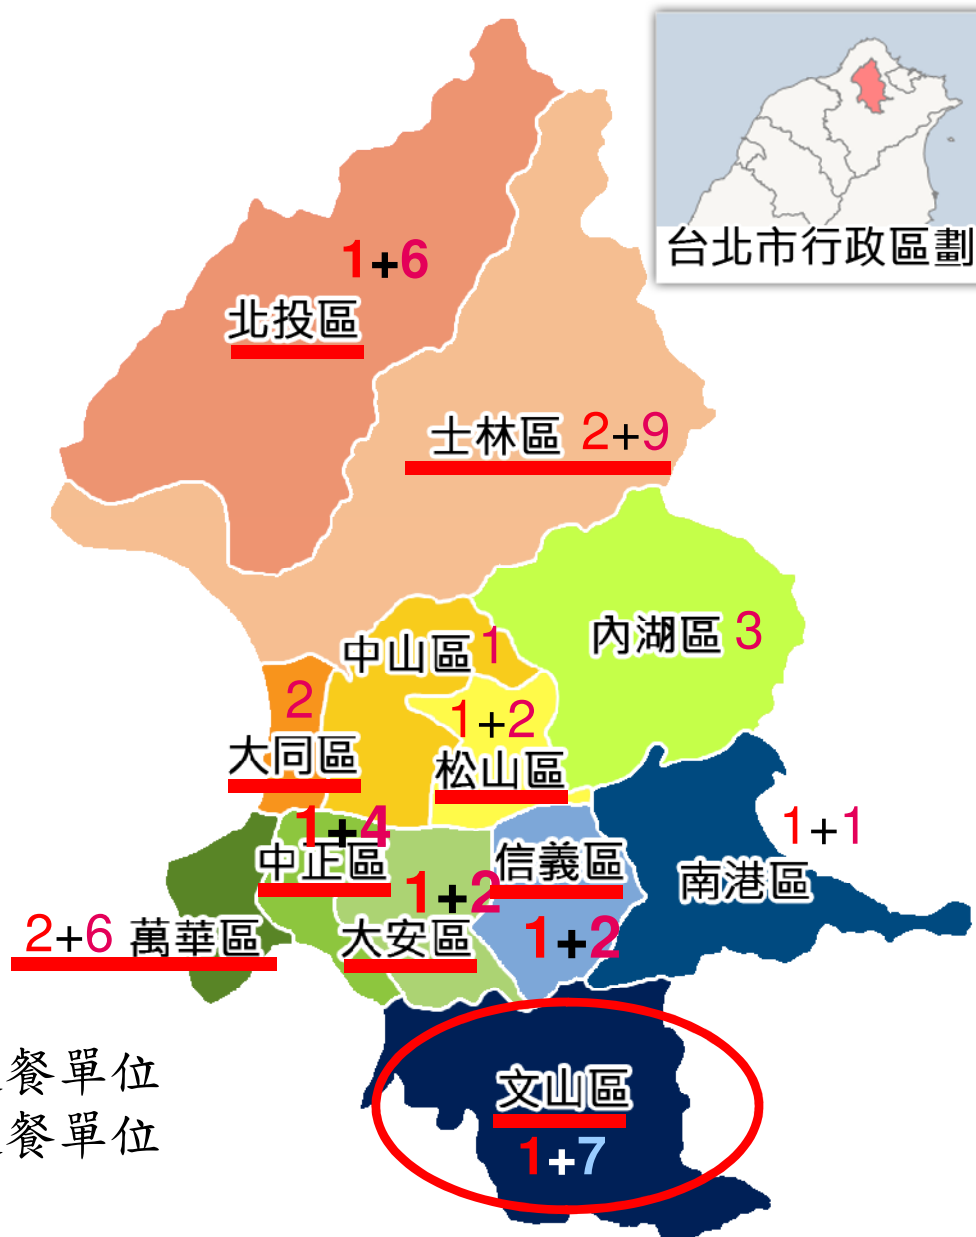 台北市行政區劃
1+6
北投區
士林區 2+9
內湖區 3
中山區 1
2
大同區
1+2
松山區
1+4
中正區
1+2
大安區
信義區
1+2
1+1
南港區
2+6 萬華區
餐單位
餐單位
文山區
1+7